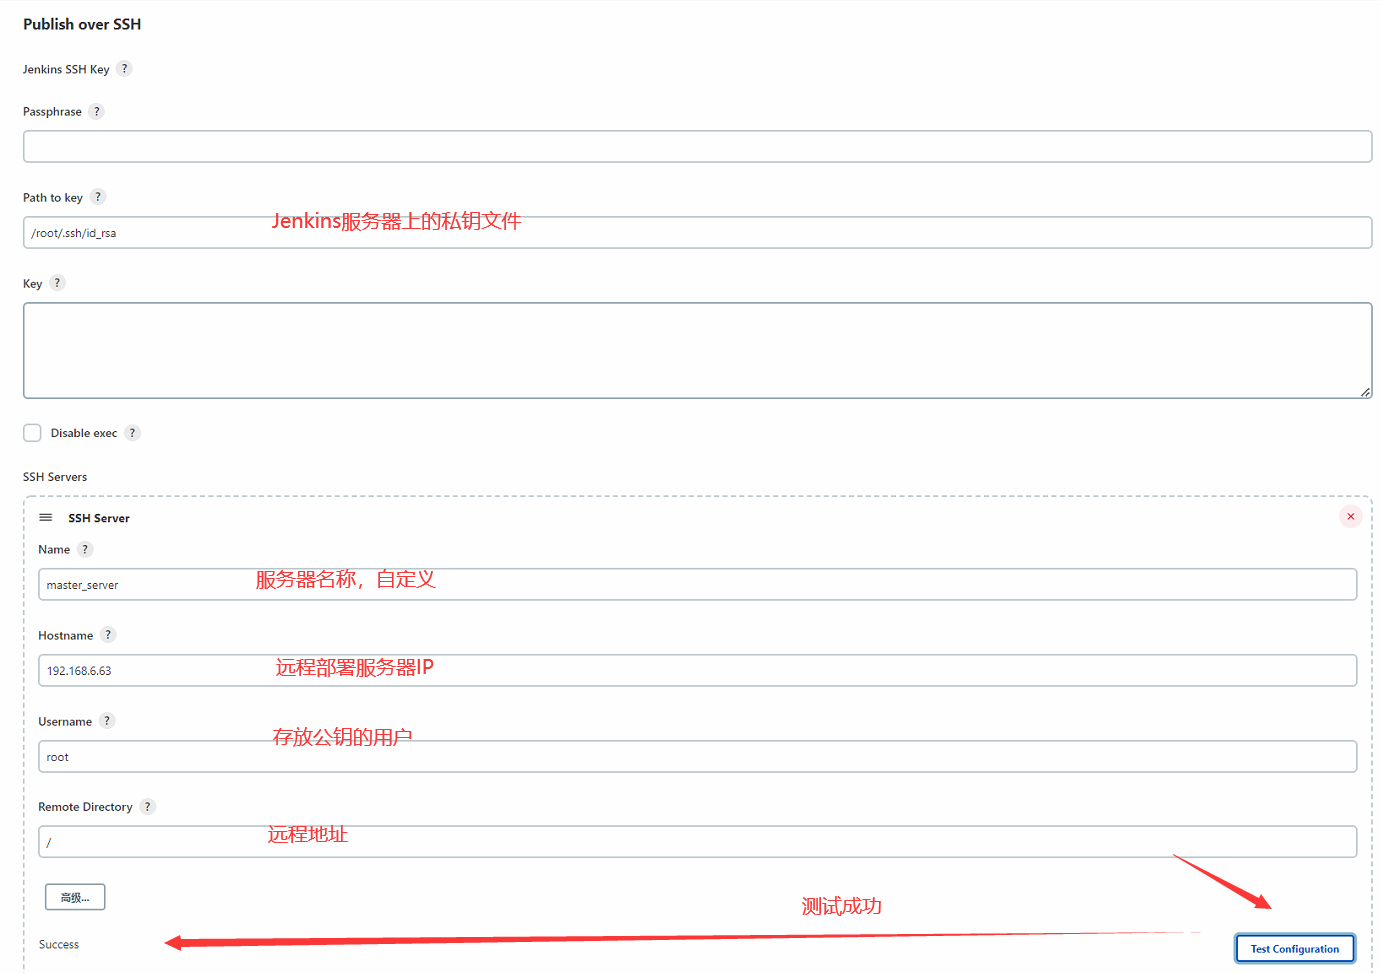 Publish over SSH
Jenkins SSH Key ?
Passphrase ?
Path to key ?
Jenkins服务器上的私钥文件
/root/.ssh/id_rsa
Key ?
Disable exec ?
SSH Servers
SSH Server
Name ?
服务器名称，自定义
master_server
Hostname ?
远程部署服务器IP
192.168.6.63
Username ?
存放公钥的用户
root
Remote Directory ?
远程地址
/
高级...
测试成功
Success
Test Configuration